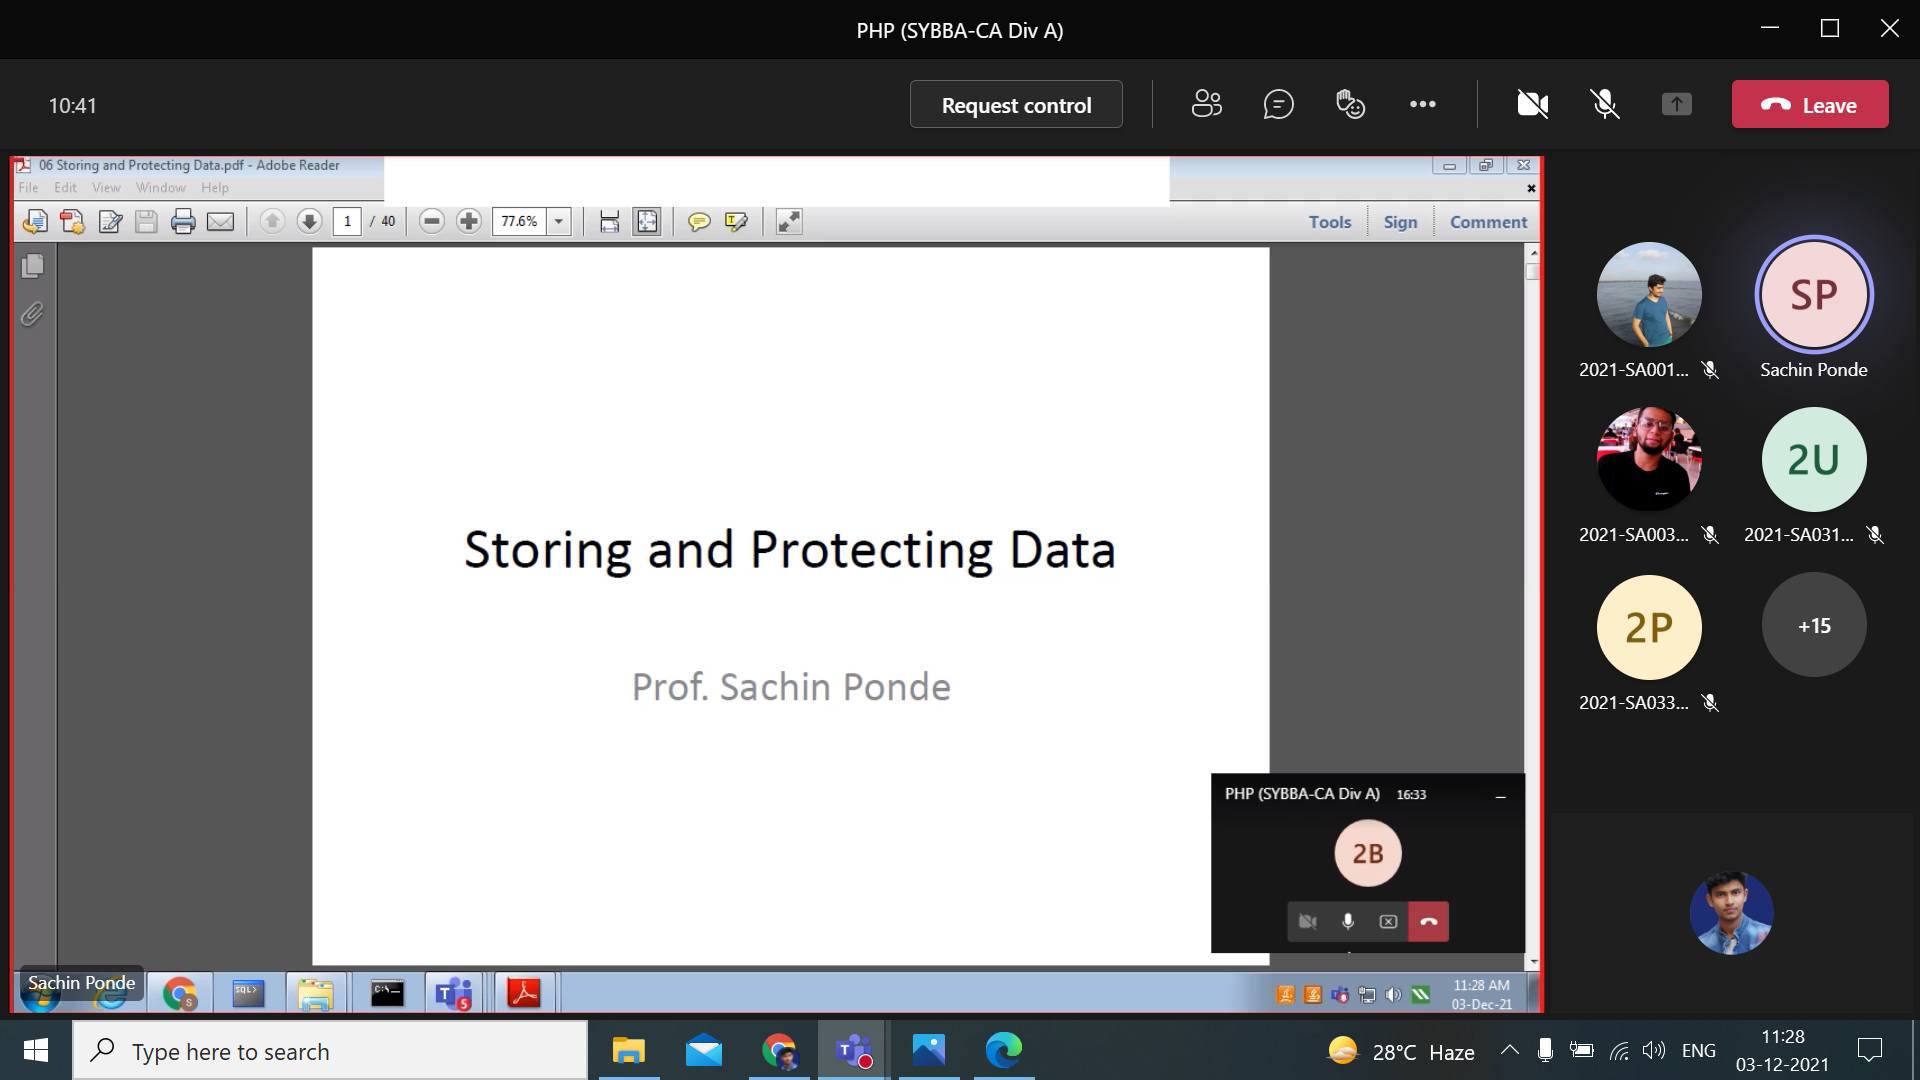 PHP (SYBBA-CA Div A)
10:41
Request control
Leave
06 Storing and Protecting Data.pdf - Adobe Reader
File Edit View Window Help
1 / 40
77.6%
Tools Sign Comment
Storing and Protecting Data
Prof. Sachin Ponde
PHP (SYBBA-CA Div A) 16:33
2B
Sachin Ponde
S
SQL>
C:\_
T
S
11:28 AM
03-Dec-21
SP
2021-SA001...
Sachin Ponde
2U
2021-SA003...
2021-SA031...
2P
+15
2021-SA033...
Type here to search
T
28°C Haze
ENG
11:28
03-12-2021